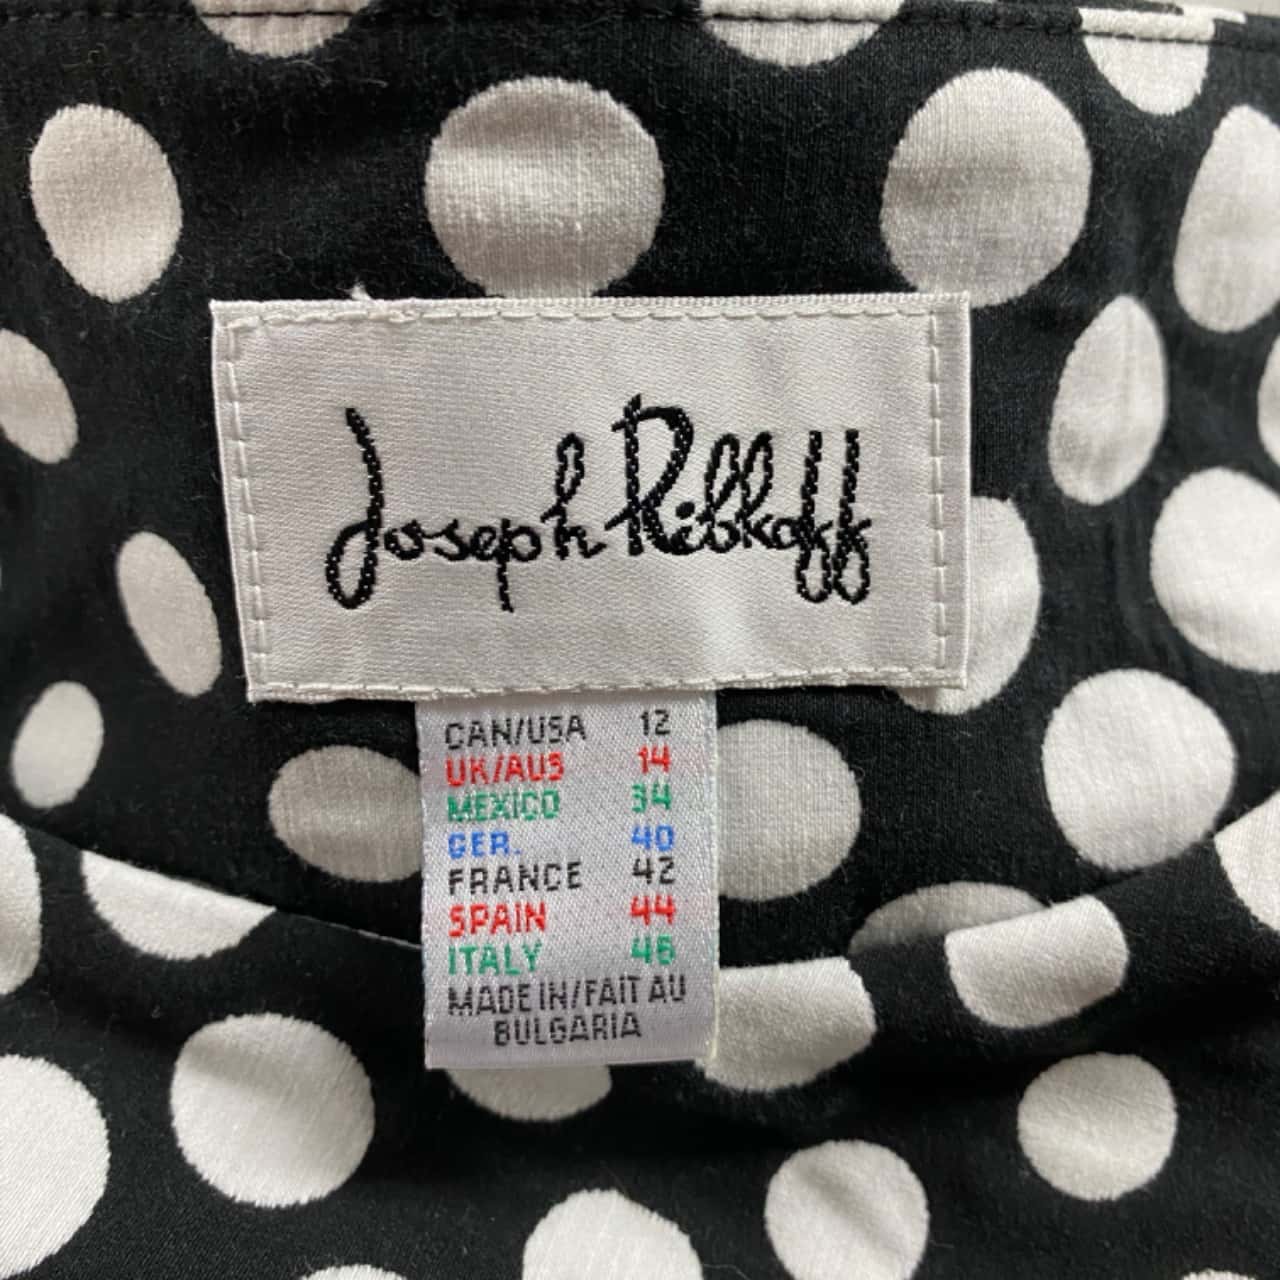 Joseph Ribkoff
CAN/USA 12
UK/AUS 14
MEXICO 34
GER. 40
FRANCE 42
SPAIN 44
ITALY 46
MADE IN/FAIT AU
BULGARIA